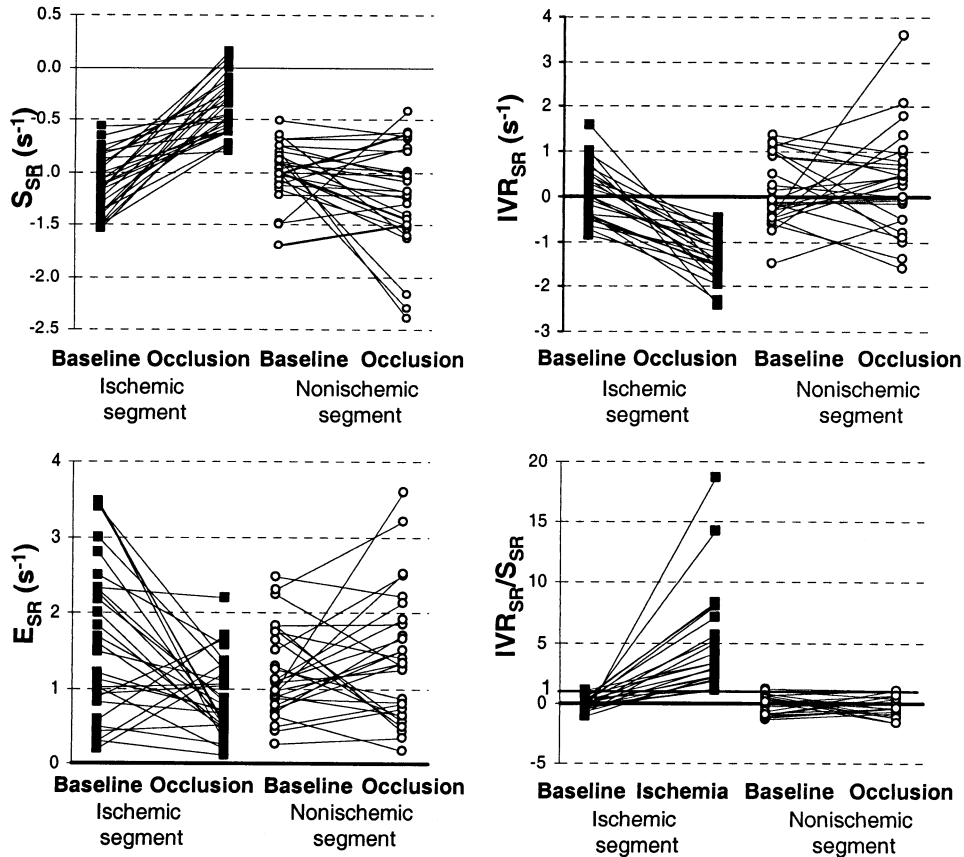 S_SR (s⁻¹)
0.5
0.0
-0.5
-1.0
-1.5
-2.0
-2.5
Baseline Occlusion Baseline Occlusion
Ischemic segment
Nonischemic segment
IVR_SR (s⁻¹)
4
3
2
1
0
-1
-2
-3
Baseline Occlusion Baseline Occlusion
Ischemic segment
Nonischemic segment
E_SR (s⁻¹)
4
3
2
1
0
Baseline Occlusion Baseline Occlusion
Ischemic segment
Nonischemic segment
IVR_SR/S_SR
20
15
10
5
1
0
-5
Baseline Ischemia Baseline Occlusion
Ischemic segment
Nonischemic segment